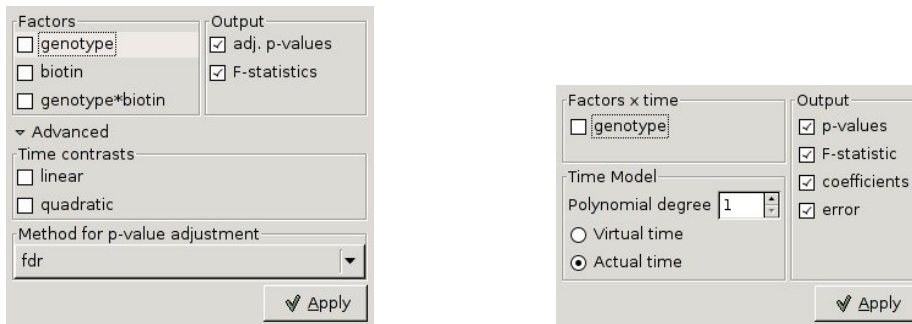 Factors
genotype
biotin
genotype*biotin
Output
adj. p-values
F-statistics
Advanced
Time contrasts
linear
quadratic
Method for p-value adjustment
fdr
Apply
Factors x time
genotype
Time Model
Polynomial degree 1
Virtual time
Actual time
Output
p-values
F-statistic
coefficients
error
Apply